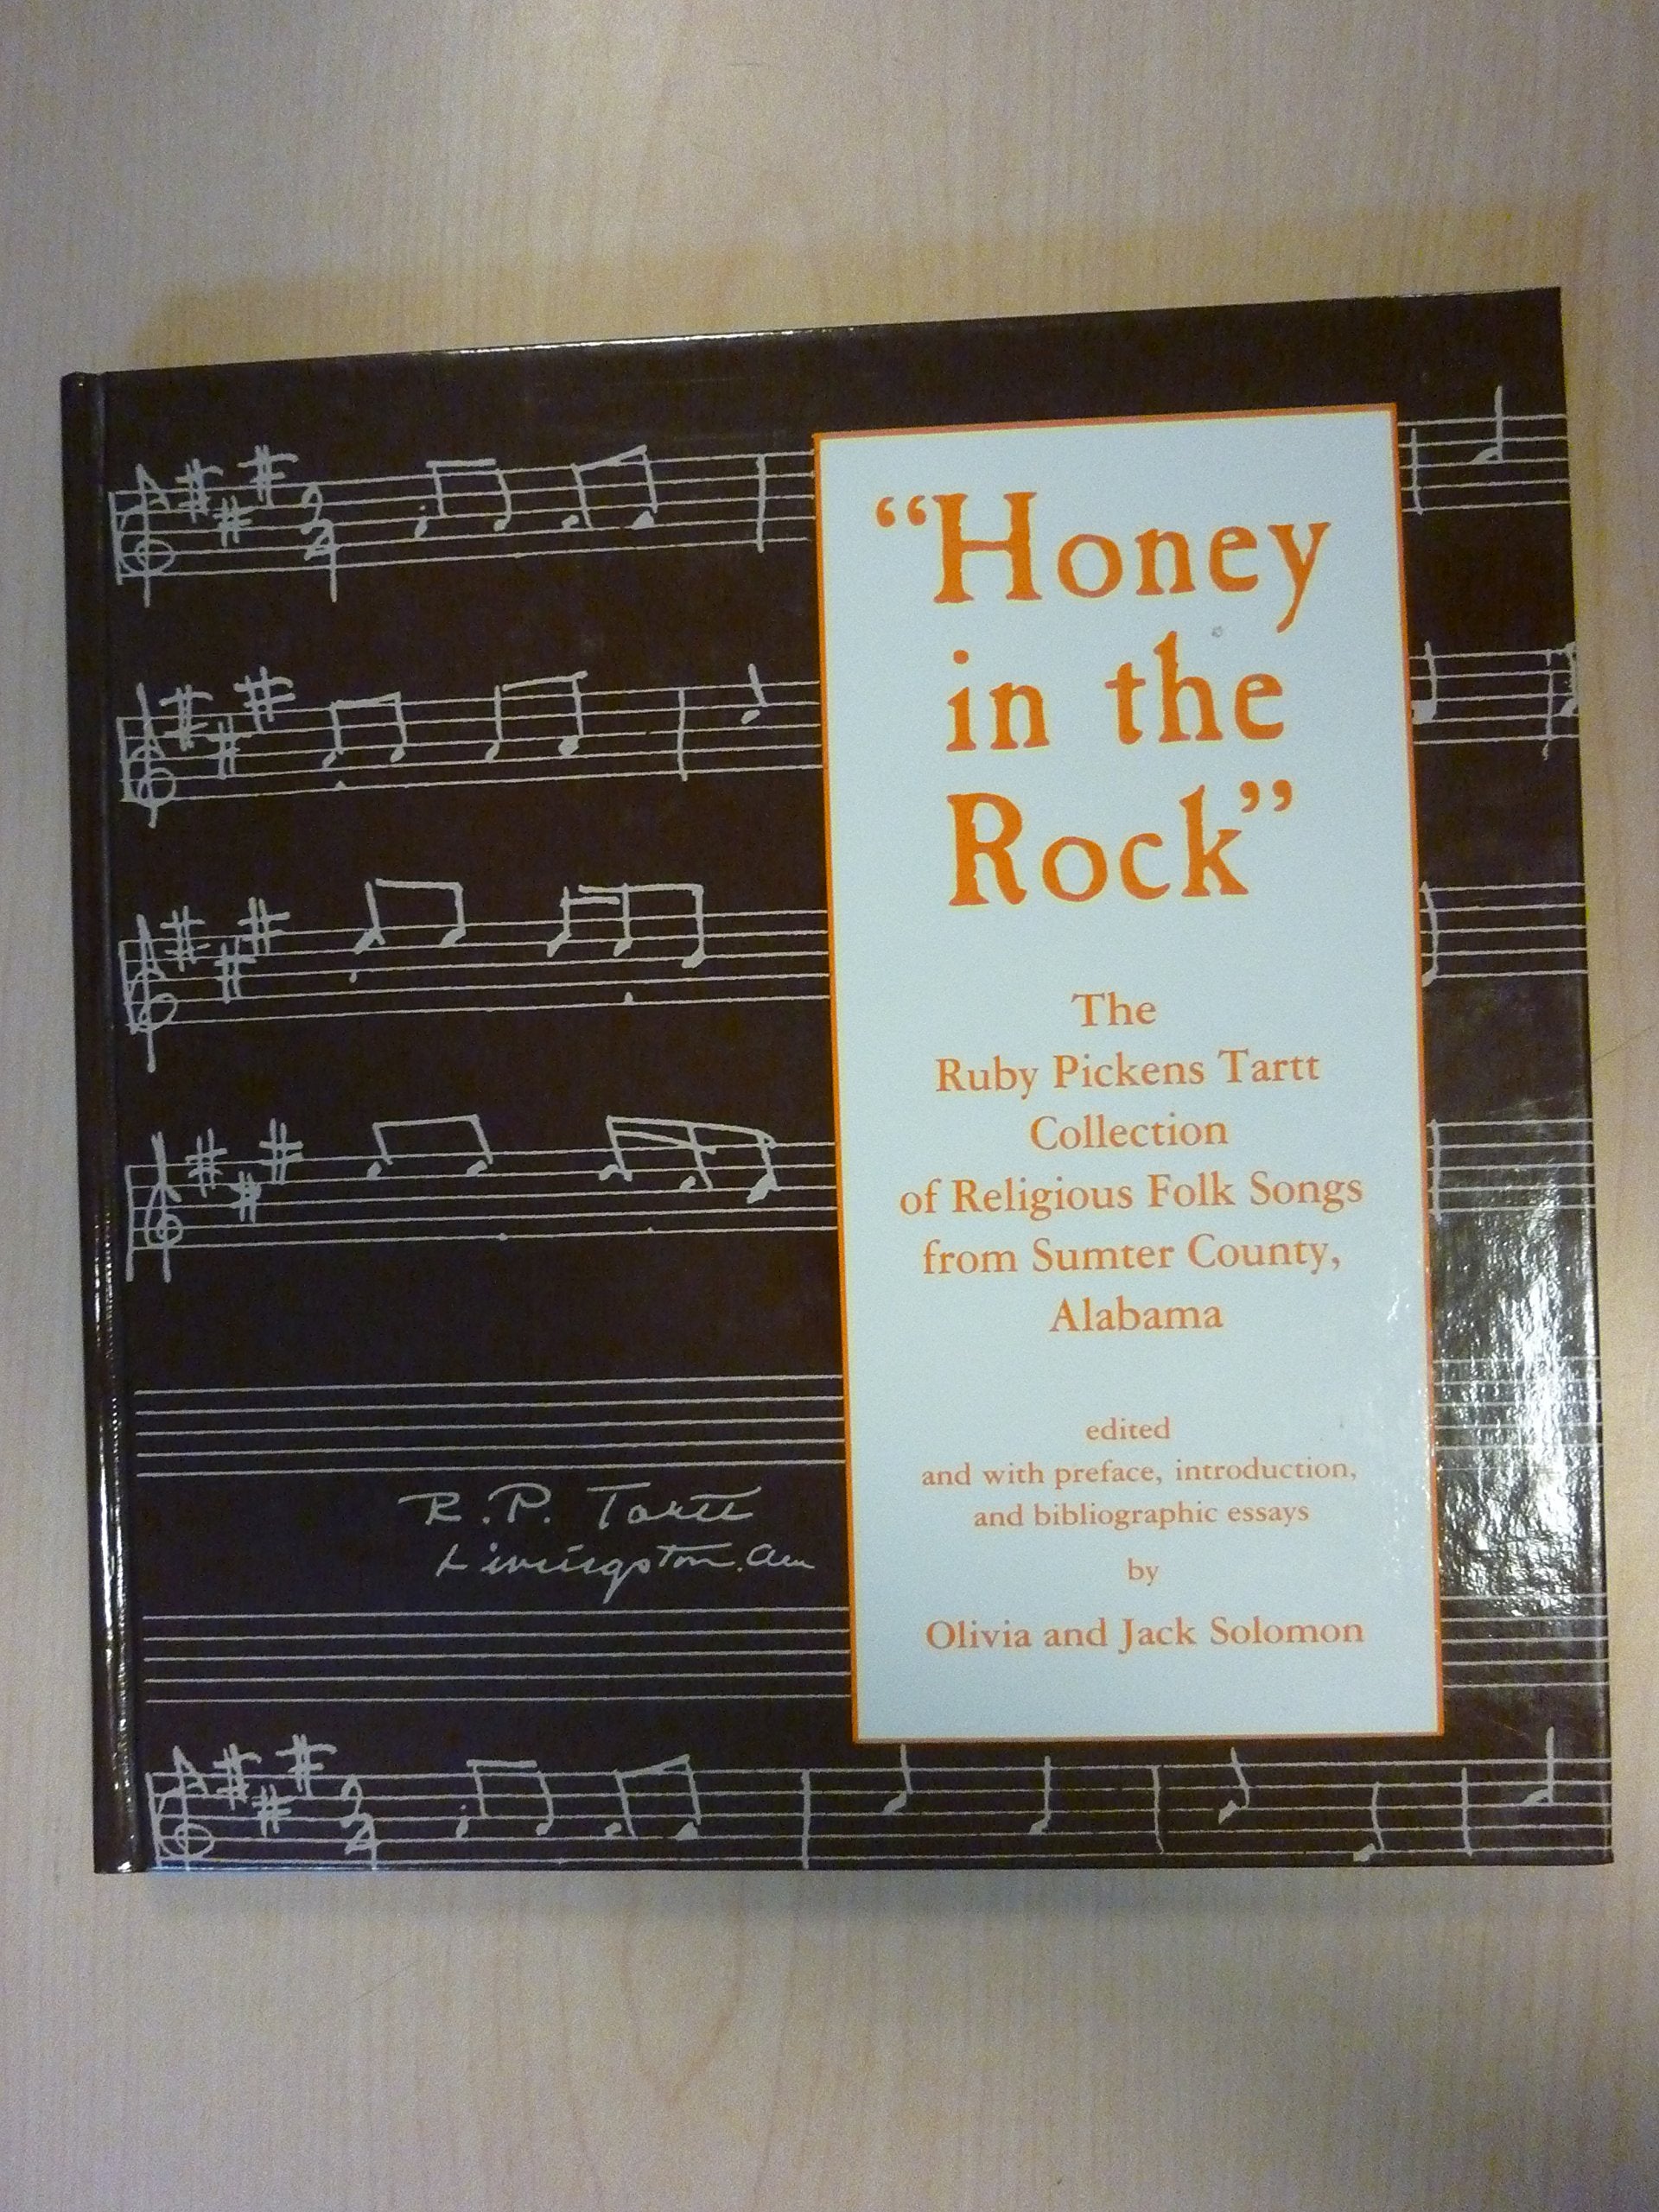 “Honey
in the
Rock”
The
Ruby Pickens Tartt
Collection
of Religious Folk Songs
from Sumter County,
Alabama
edited
and with preface, introduction,
and bibliographic essays
by
Olivia and Jack Solomon
R.P. Tartt
Livingston.